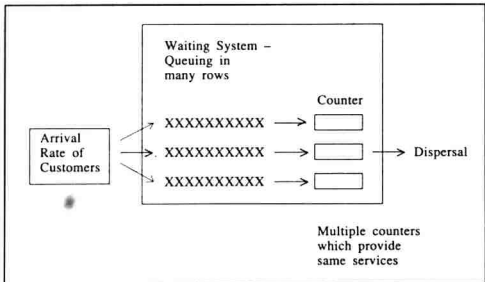 Waiting System –
Queuing in
many rows
Counter
XXXXXXXXXX
Arrival
Rate of
Customers
XXXXXXXXXX
Dispersal
XXXXXXXXXX
Multiple counters
which provide
same services